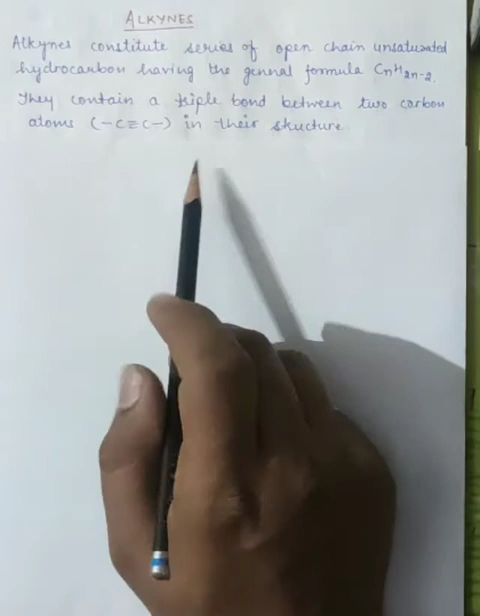 ALKYNES
Alkynes constitute series of open chain unsaturated
hydrocarbon having the general formula CnH2n-2.
They contain a triple bond between two carbon
atoms (-C≡C-) in their structure.